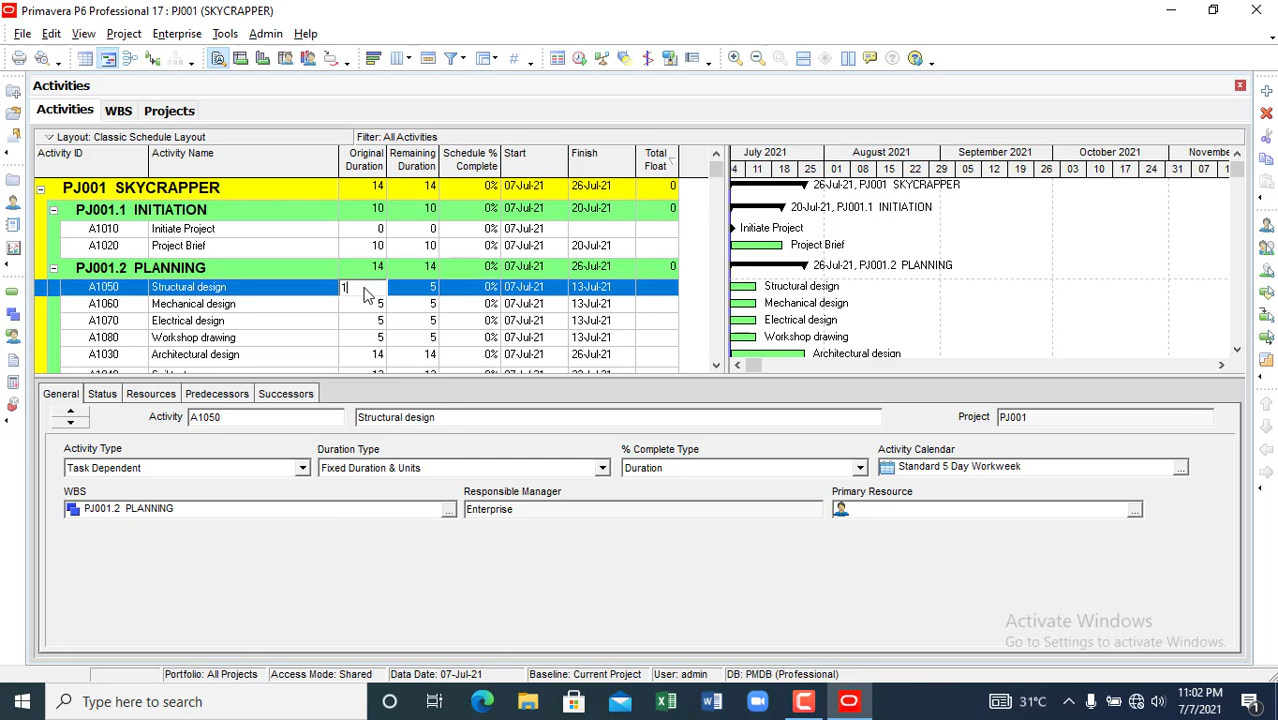 Primavera P6 Professional 17 : PJ001 (SKYCRAPPER)
File Edit View Project Enterprise Tools Admin Help
Activities
Activities WBS Projects
Layout: Classic Schedule Layout Filter: All Activities
Activity ID Activity Name Original Duration Remaining Duration Schedule % Complete Start Finish Total Float
July 2021 August 2021 September 2021 October 2021 Novembe
4 11 18 25 01 08 15 22 29 05 12 19 26 03 10 17 24 31 07 1
PJ001 SKYCRAPPER 14 14 0% 07-Jul-21 26-Jul-21 0 26-Jul-21, PJ001 SKYCRAPPER
PJ001.1 INITIATION 10 10 0% 07-Jul-21 20-Jul-21 0 20-Jul-21, PJ001.1 INITIATION
A1010 Initiate Project 0 0 0% 07-Jul-21 Initiate Project
A1020 Project Brief 10 10 0% 07-Jul-21 20-Jul-21 Project Brief
PJ001.2 PLANNING 14 14 0% 07-Jul-21 26-Jul-21 0 26-Jul-21, PJ001.2 PLANNING
A1050 Structural design 1 5 0% 07-Jul-21 13-Jul-21 Structural design
A1060 Mechanical design 5 5 0% 07-Jul-21 13-Jul-21 Mechanical design
A1070 Electrical design 5 5 0% 07-Jul-21 13-Jul-21 Electrical design
A1080 Workshop drawing 5 5 0% 07-Jul-21 13-Jul-21 Workshop drawing
A1030 Architectural design 14 14 0% 07-Jul-21 26-Jul-21 Architectural design
General Status Resources Predecessors Successors
Activity A1050 Structural design Project PJ001
Activity Type Duration Type % Complete Type Activity Calendar
Task Dependent Fixed Duration & Units Duration Standard 5 Day Workweek
WBS Responsible Manager Primary Resource
PJ001.2 PLANNING Enterprise
Activate Windows
Go to Settings to activate Windows.
Portfolio: All Projects Access Mode: Shared Data Date: 07-Jul-21 Baseline: Current Project User: admin DB: PMDB (Professional)
Type here to search 31°C 11:02 PM
7/7/2021